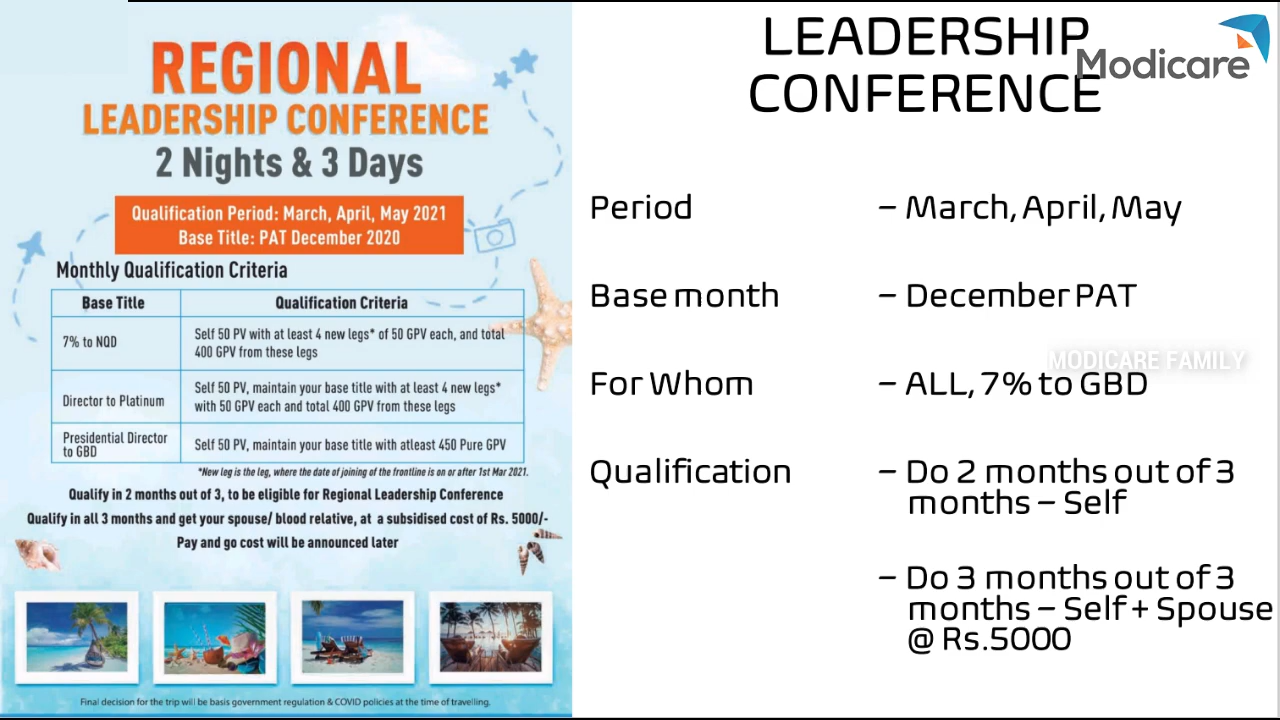 REGIONAL
LEADERSHIP CONFERENCE
2 Nights & 3 Days
Qualification Period: March, April, May 2021
Base Title: PAT December 2020
Monthly Qualification Criteria
Base Title
Qualification Criteria
7% to NQD
Self 50 PV with at least 4 new legs* of 50 GPV each, and total
400 GPV from these legs
Director to Platinum
Self 50 PV, maintain your base title with at least 4 new legs*
with 50 GPV each and total 400 GPV from these legs
Presidential Director
to GBD
Self 50 PV, maintain your base title with atleast 450 Pure GPV
*New leg is the leg, where the date of joining of the frontline is on or after 1st Mar 2021.
Qualify in 2 months out of 3, to be eligible for Regional Leadership Conference
Qualify in all 3 months and get your spouse/ blood relative, at a subsidised cost of Rs. 5000/-
Pay and go cost will be announced later
Final decision for the trip will be basis government regulation & COVID policies at the time of travelling.
LEADERSHIP
CONFERENCE
Modicare
Period – March, April, May
Base month – December PAT
MODICARE FAMILY
For Whom – ALL, 7% to GBD
Qualification – Do 2 months out of 3
months – Self
– Do 3 months out of 3
months – Self + Spouse
@ Rs.5000